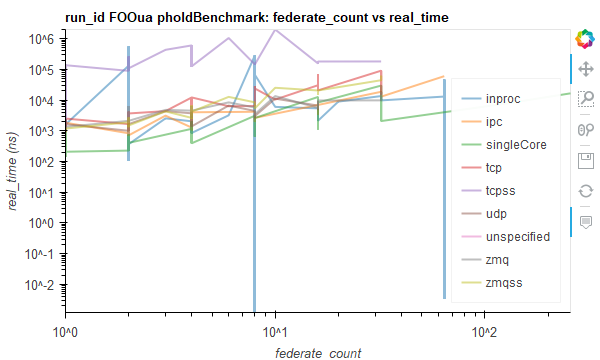 run_id FOOua pholdBenchmark: federate_count vs real_time
real_time (ns)
10^6
10^5
10^4
10^3
10^2
10^1
10^0
10^-1
10^-2
10^0
10^1
10^2
federate_count
inproc
ipc
singleCore
tcp
tcpss
udp
unspecified
zmq
zmqss